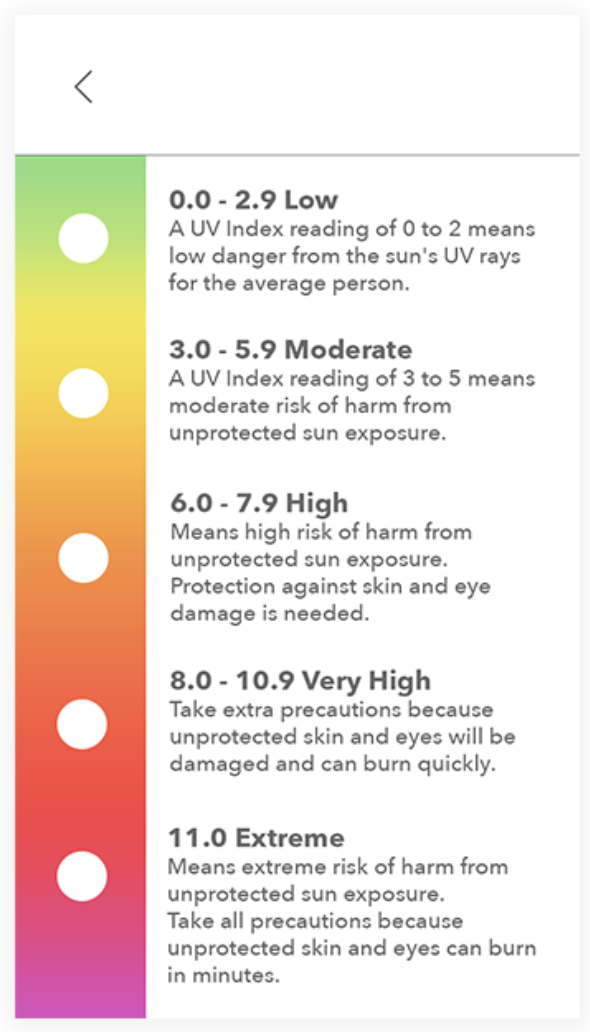 0.0 - 2.9 Low
A UV Index reading of 0 to 2 means
low danger from the sun's UV rays
for the average person.
3.0 - 5.9 Moderate
A UV Index reading of 3 to 5 means
moderate risk of harm from
unprotected sun exposure.
6.0 - 7.9 High
Means high risk of harm from
unprotected sun exposure.
Protection against skin and eye
damage is needed.
8.0 - 10.9 Very High
Take extra precautions because
unprotected skin and eyes will be
damaged and can burn quickly.
11.0 Extreme
Means extreme risk of harm from
unprotected sun exposure.
Take all precautions because
unprotected skin and eyes can burn
in minutes.